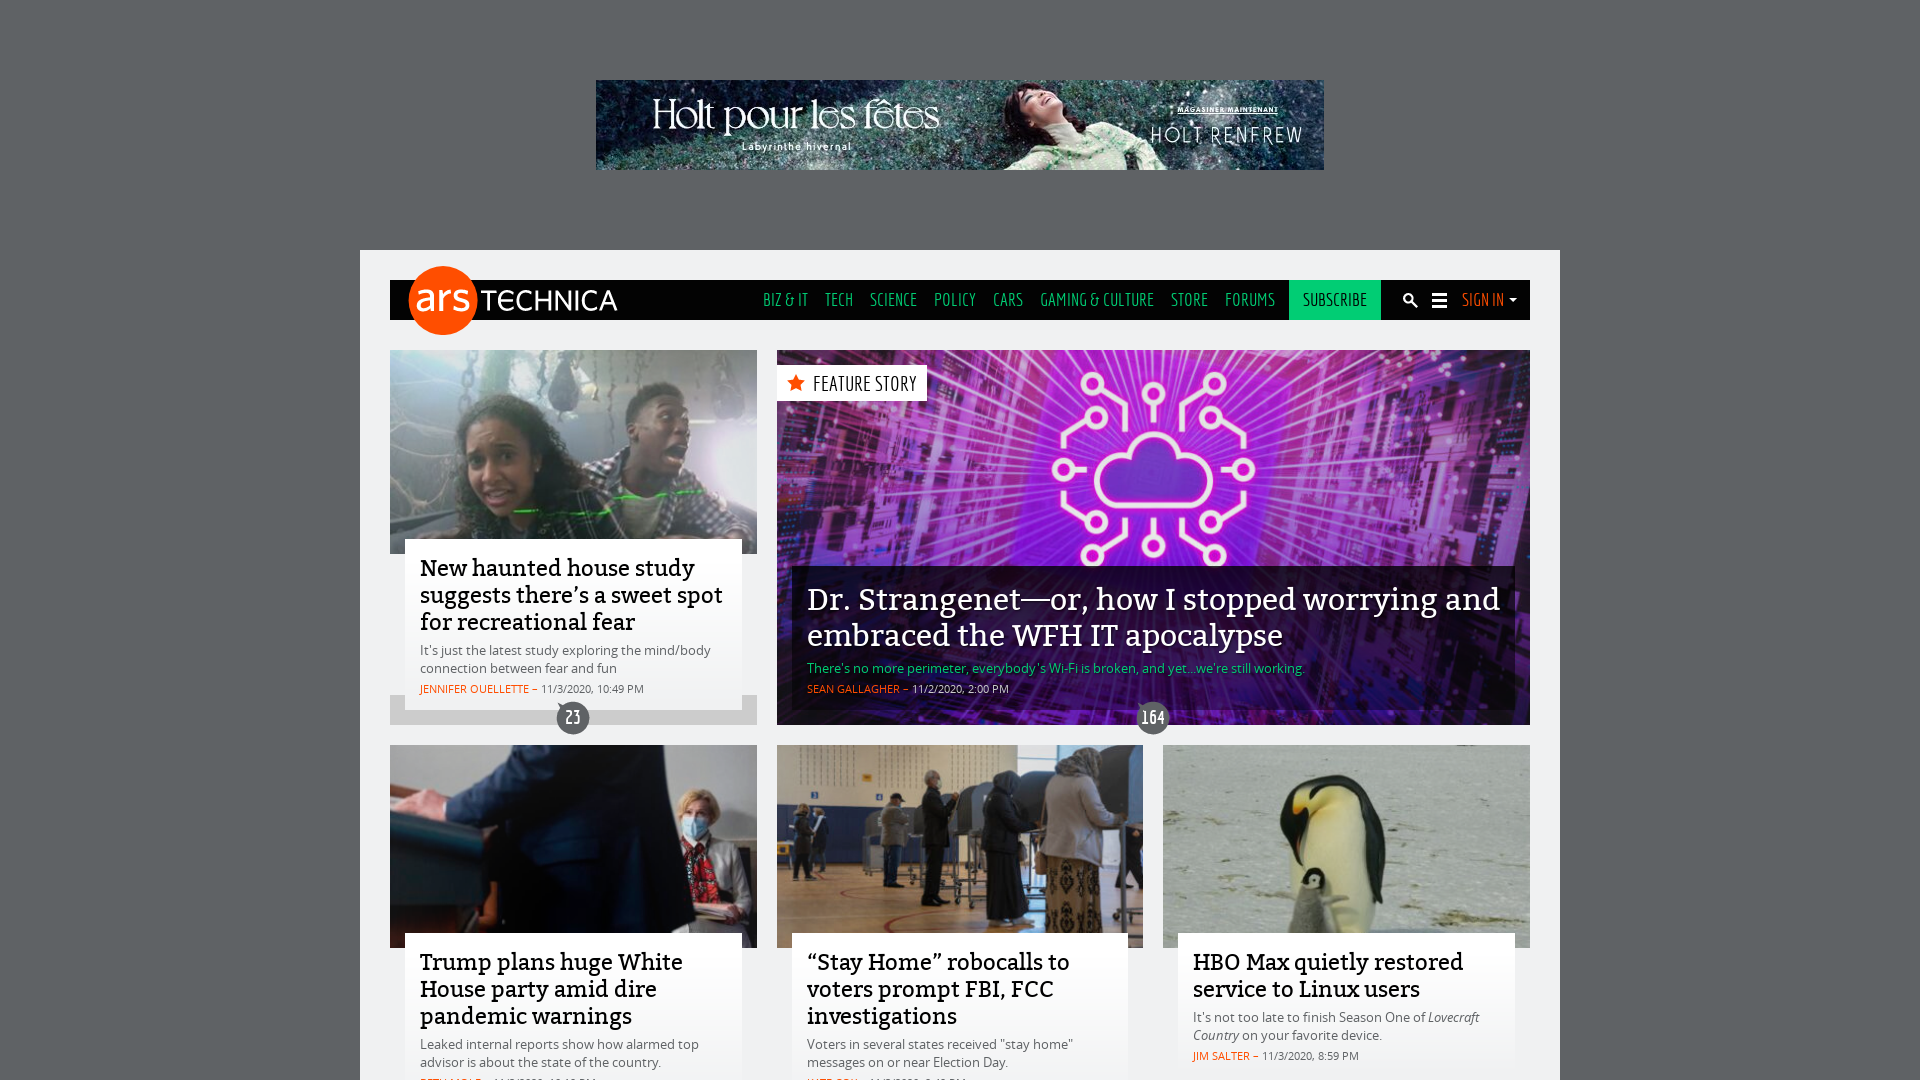 Holt pour les fêtes
Labyrinthe hivernal
MAGASINER MAINTENANT
HOLT RENFREW
ars TECHNICA
BIZ & IT TECH SCIENCE POLICY CARS GAMING & CULTURE STORE FORUMS SUBSCRIBE SIGN IN
FEATURE STORY
New haunted house study
suggests there’s a sweet spot
for recreational fear
It's just the latest study exploring the mind/body
connection between fear and fun
JENNIFER OUELLETTE – 11/3/2020, 10:49 PM
23
Dr. Strangenet—or, how I stopped worrying and
embraced the WFH IT apocalypse
There's no more perimeter, everybody's Wi-Fi is broken, and yet...we're still working.
SEAN GALLAGHER – 11/2/2020, 2:00 PM
164
Trump plans huge White
House party amid dire
pandemic warnings
Leaked internal reports show how alarmed top
advisor is about the state of the country.
“Stay Home” robocalls to
voters prompt FBI, FCC
investigations
Voters in several states received "stay home"
messages on or near Election Day.
HBO Max quietly restored
service to Linux users
It's not too late to finish Season One of Lovecraft
Country on your favorite device.
JIM SALTER – 11/3/2020, 8:59 PM